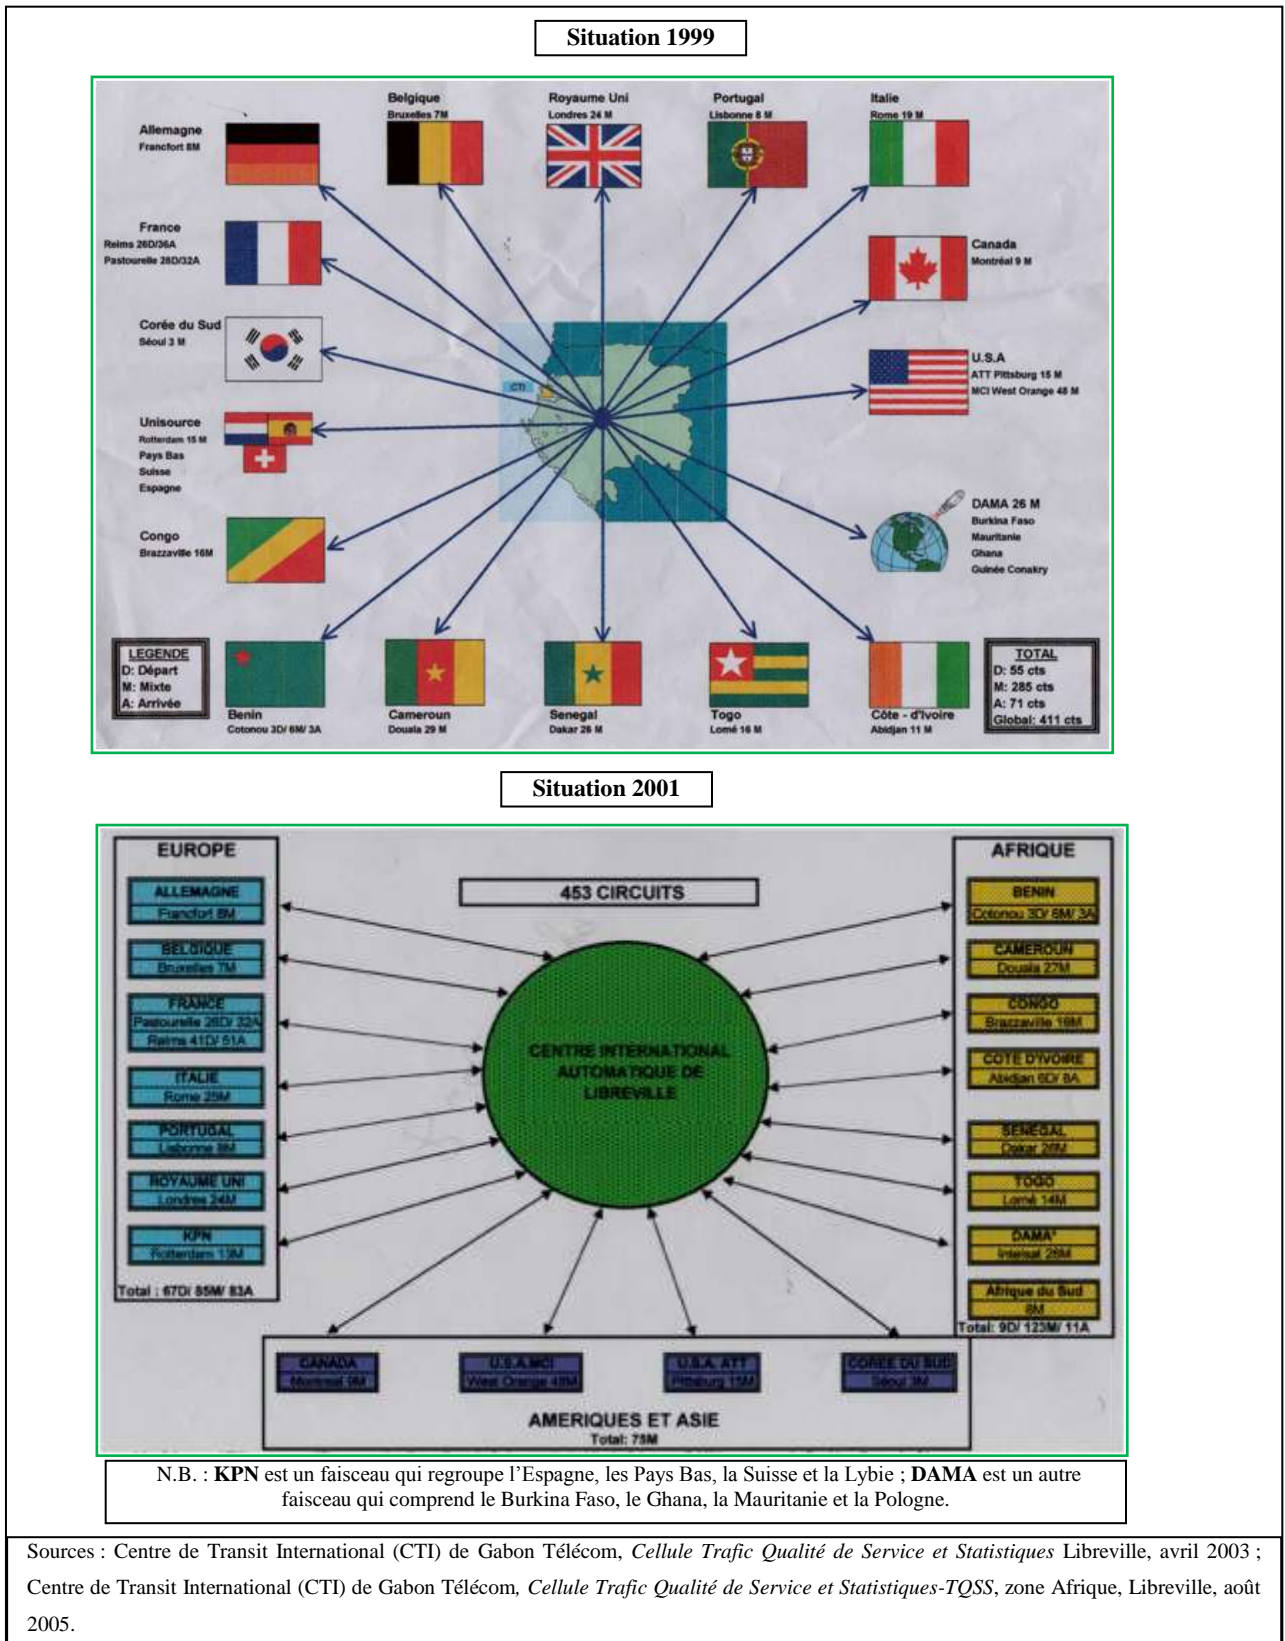 Situation 1999
Belgique
Bruxelles 7M
Royaume Uni
Londres 24 M
Portugal
Lisbonne 8 M
Italie
Rome 19 M
Allemagne
Francfort 8M
France
Reims 26D/36A
Pastourelle 26D/32A
Canada
Montréal 9 M
Corée du Sud
Séoul 3 M
CTI
U.S.A
ATT Pittsburg 15 M
MCI West Orange 48 M
Unisource
Rotterdam 15 M
Pays Bas
Suisse
Espagne
DAMA 26 M
Burkina Faso
Mauritanie
Ghana
Guinée Conakry
Congo
Brazzaville 16M
LEGENDE
D: Départ
M: Mixte
A: Arrivée
Benin
Cotonou 3D/ 6M/ 3A
Cameroun
Douala 29 M
Senegal
Dakar 26 M
Togo
Lomé 16 M
Côte - d'Ivoire
Abidjan 11 M
TOTAL
D: 55 cts
M: 285 cts
A: 71 cts
Global: 411 cts
Situation 2001
EUROPE
ALLEMAGNE
Francfort 8M
BELGIQUE
Bruxelles 7M
FRANCE
Pastourelle 26D/ 32A
Reims 41D/ 51A
ITALIE
Rome 25M
PORTUGAL
Lisbonne 8M
ROYAUME UNI
Londres 24M
KPN
Rotterdam 13M
Total : 67D/ 85M/ 83A
453 CIRCUITS
CENTRE INTERNATIONAL
AUTOMATIQUE DE
LIBREVILLE
AFRIQUE
BENIN
Cotonou 3D/ 6M/ 3A
CAMEROUN
Douala 27M
CONGO
Brazzaville 16M
COTE D'IVOIRE
Abidjan 6D/ 8A
SENEGAL
Dakar 26M
TOGO
Lomé 14M
DAMA*
Intelsat 26M
Afrique du Sud
8M
Total: 9D/ 123M/ 11A
CANADA
Montréal 9M
U.S.A.MCI
West Orange 48M
U.S.A. ATT
Pittsburg 15M
COREE DU SUD
Séoul 3M
AMERIQUES ET ASIE
Total: 75M
N.B. : KPN est un faisceau qui regroupe l’Espagne, les Pays Bas, la Suisse et la Lybie ; DAMA est un autre
faisceau qui comprend le Burkina Faso, le Ghana, la Mauritanie et la Pologne.
Sources : Centre de Transit International (CTI) de Gabon Télécom, Cellule Trafic Qualité de Service et Statistiques Libreville, avril 2003 ;
Centre de Transit International (CTI) de Gabon Télécom, Cellule Trafic Qualité de Service et Statistiques-TQSS, zone Afrique, Libreville, août
2005.